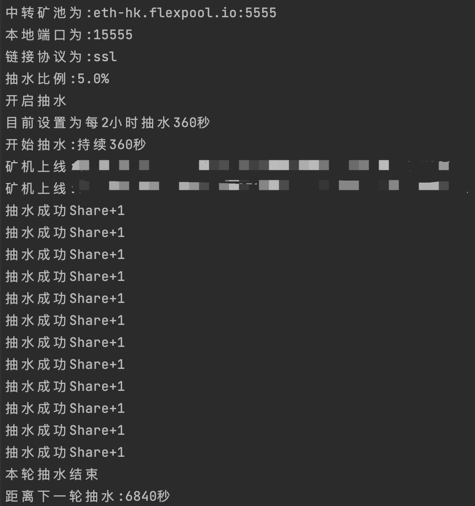 中转矿池为:eth-hk.flexpool.io:5555
本地端口为:15555
链接协议为:ssl
抽水比例:5.0%
开启抽水
目前设置为每2小时抽水360秒
开始抽水:持续360秒
矿机上线
矿机上线:
抽水成功Share+1
抽水成功Share+1
抽水成功Share+1
抽水成功Share+1
抽水成功Share+1
抽水成功Share+1
抽水成功Share+1
抽水成功Share+1
抽水成功Share+1
抽水成功Share+1
抽水成功Share+1
抽水成功Share+1
本轮抽水结束
距离下一轮抽水:6840秒